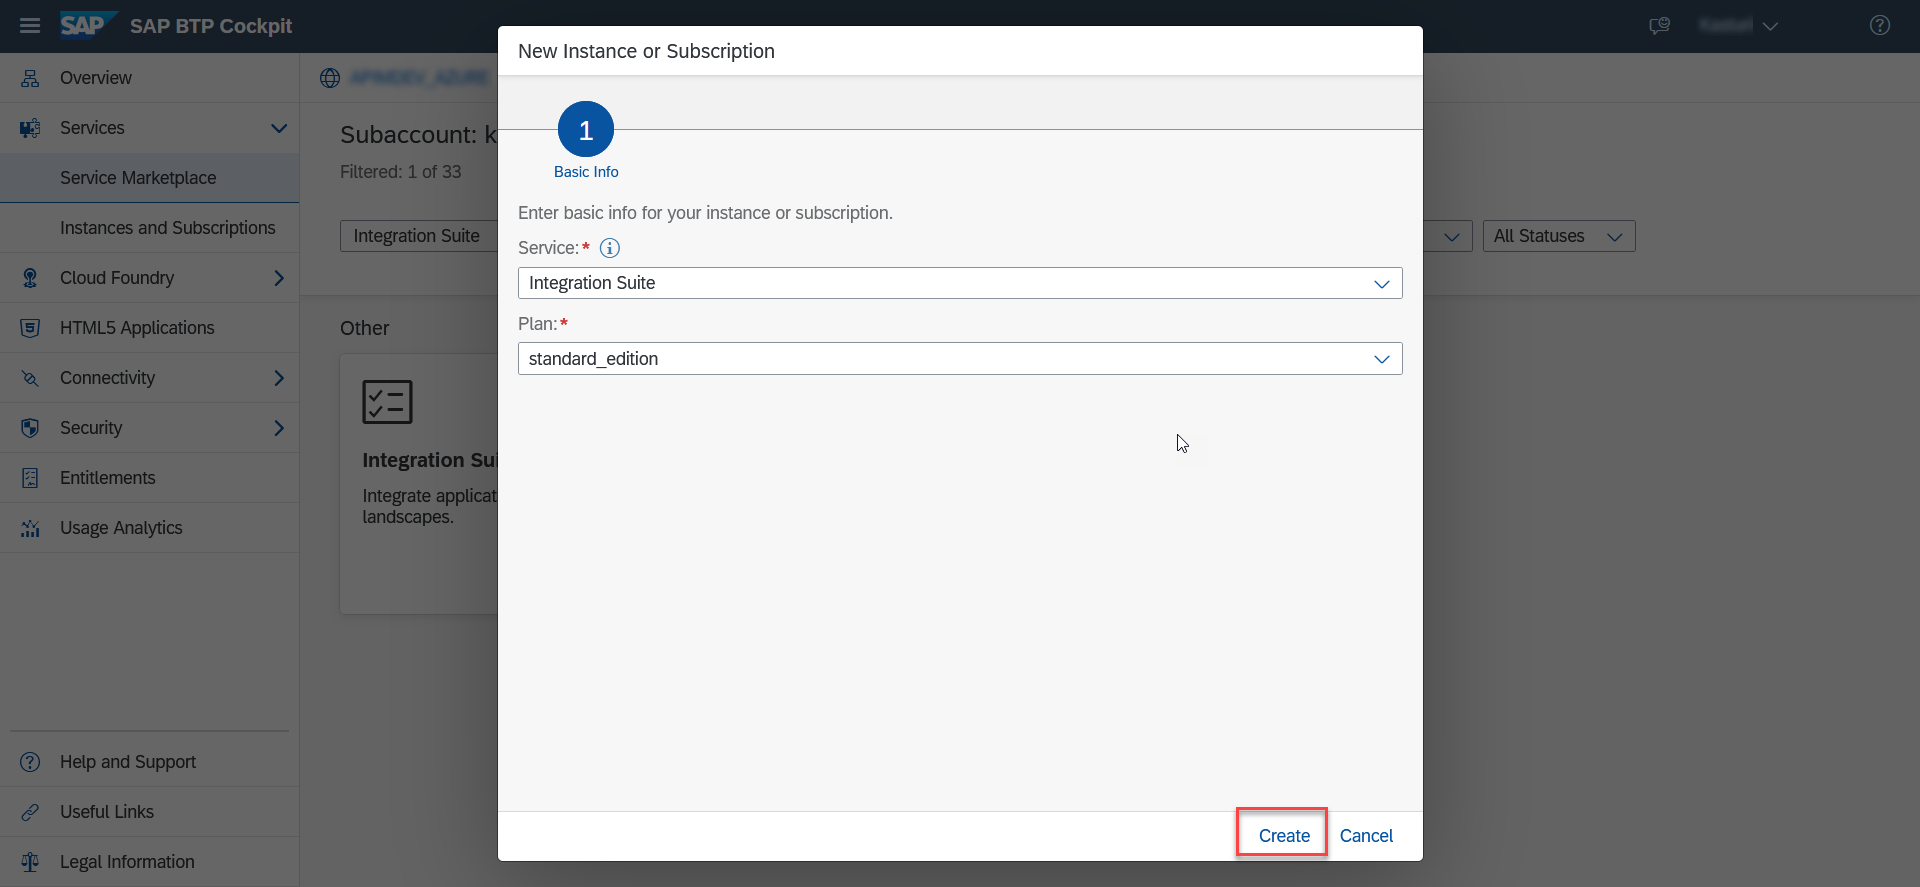 SAP
SAP BTP Cockpit
Overview
Services
Service Marketplace
Instances and Subscriptions
Cloud Foundry
HTML5 Applications
Connectivity
Security
Entitlements
Usage Analytics
Help and Support
Useful Links
Legal Information
Subaccount: k
Filtered: 1 of 33
Integration Suite
All Statuses
Other
Integration Sui
Integrate applicat
landscapes.
New Instance or Subscription
1
Basic Info
Enter basic info for your instance or subscription.
Service:*
Integration Suite
Plan:*
standard_edition
Create
Cancel